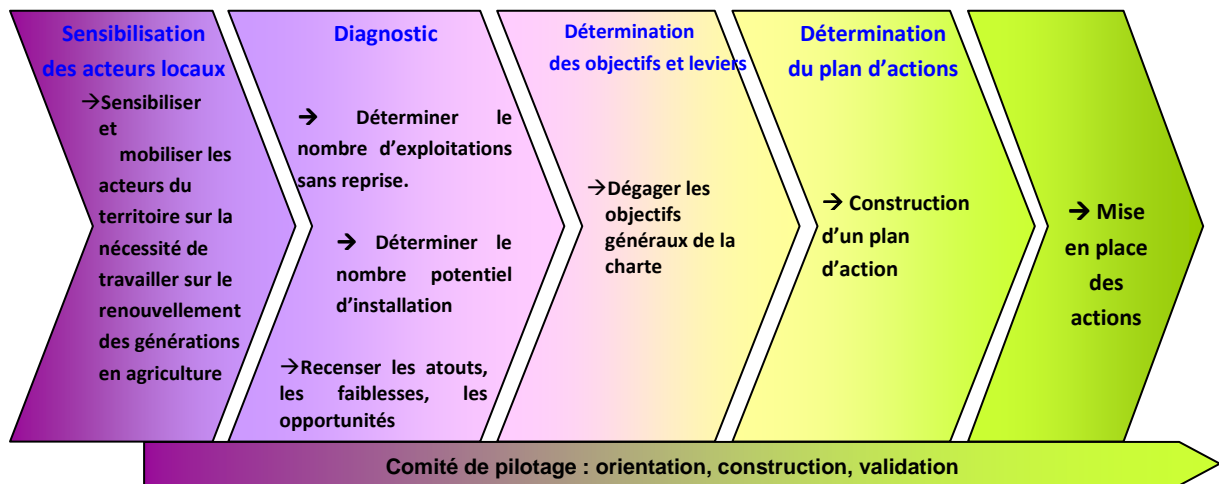 Sensibilisation
des acteurs locaux
→Sensibiliser
et
mobiliser les
acteurs du
territoire sur la
nécessité de
travailler sur le
renouvellement
des générations
en agriculture
Diagnostic
→ Déterminer le
nombre d’exploitations
sans reprise.
→ Déterminer le
nombre potentiel
d’installation
→Recenser les atouts,
les faiblesses, les
opportunités
Détermination
des objectifs et leviers
→Dégager les
objectifs
généraux de la
charte
Détermination
du plan d’actions
→ Construction
d’un plan
d’action
→ Mise
en place
des
actions
Comité de pilotage : orientation, construction, validation